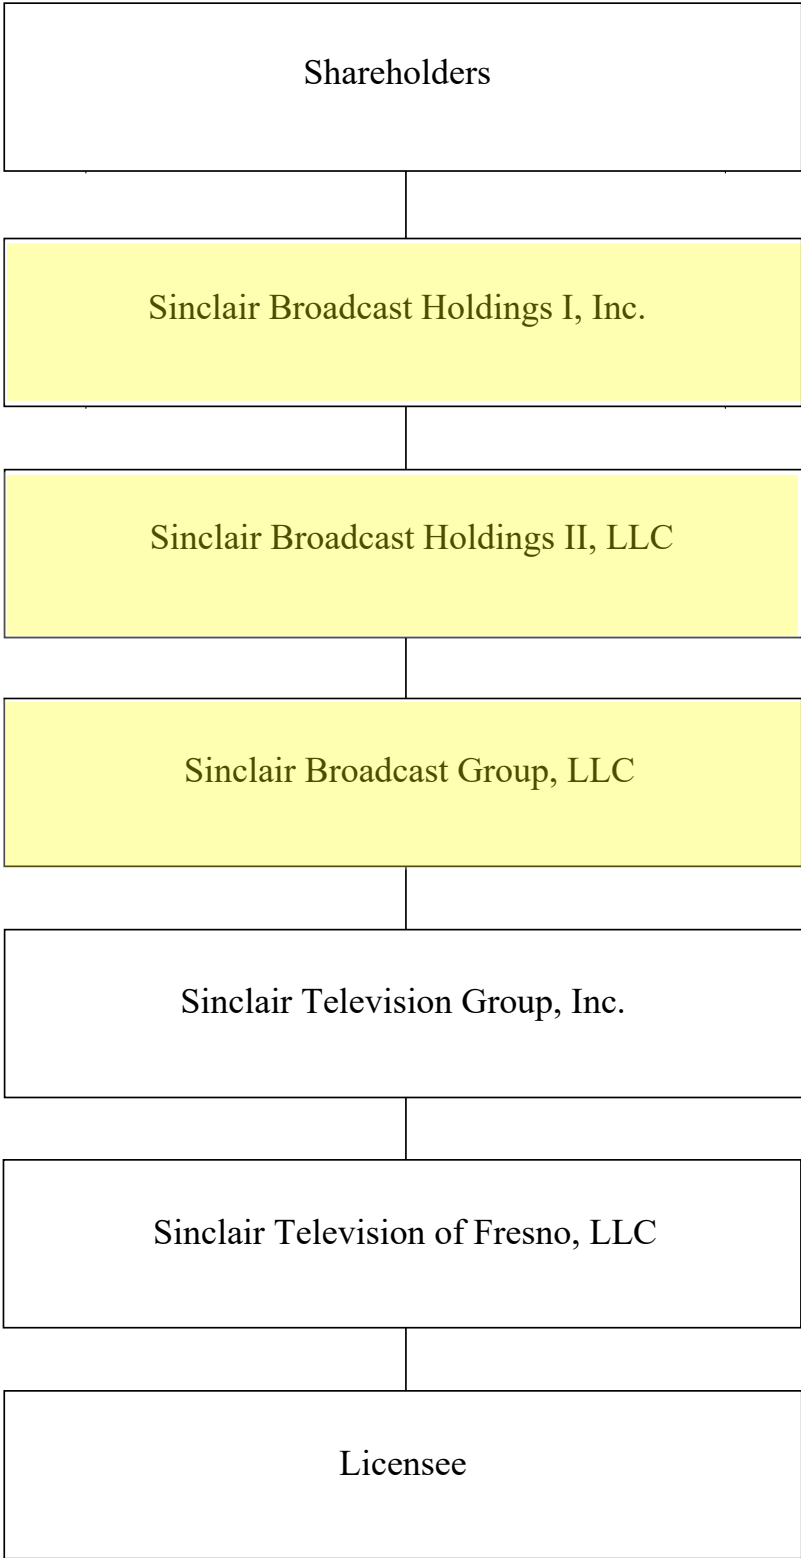 Shareholders
Sinclair Broadcast Holdings I, Inc.
Sinclair Broadcast Holdings II, LLC
Sinclair Broadcast Group, LLC
Sinclair Television Group, Inc.
Sinclair Television of Fresno, LLC
Licensee